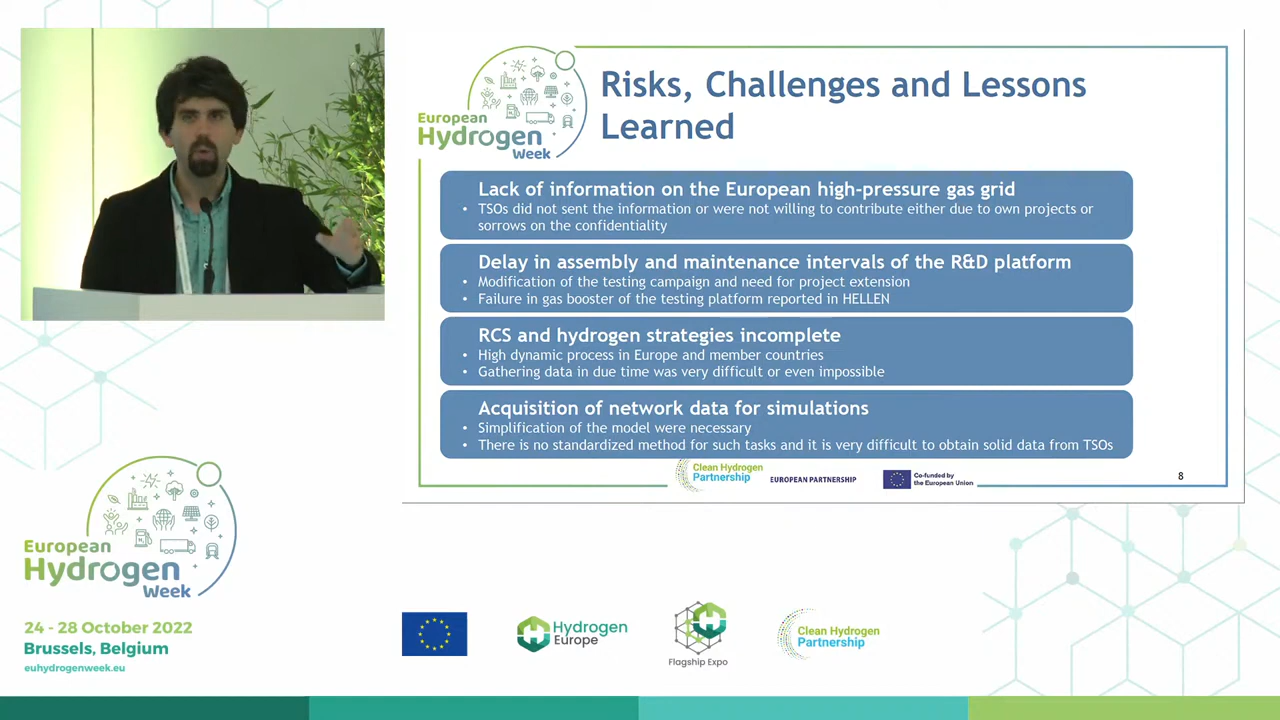 European
Hydrogen
Week
Risks, Challenges and Lessons
Learned
Lack of information on the European high-pressure gas grid
• TSOs did not sent the information or were not willing to contribute either due to own projects or
sorrows on the confidentiality
Delay in assembly and maintenance intervals of the R&D platform
• Modification of the testing campaign and need for project extension
• Failure in gas booster of the testing platform reported in HELLEN
RCS and hydrogen strategies incomplete
• High dynamic process in Europe and member countries
• Gathering data in due time was very difficult or even impossible
Acquisition of network data for simulations
• Simplification of the model were necessary
• There is no standardized method for such tasks and it is very difficult to obtain solid data from TSOs
Clean Hydrogen
Partnership
EUROPEAN PARTNERSHIP
Co-funded by
the European Union
8
European
Hydrogen
Week
24 - 28 October 2022
Brussels, Belgium
euhydrogenweek.eu
Hydrogen
Europe
Flagship Expo
Clean Hydrogen
Partnership